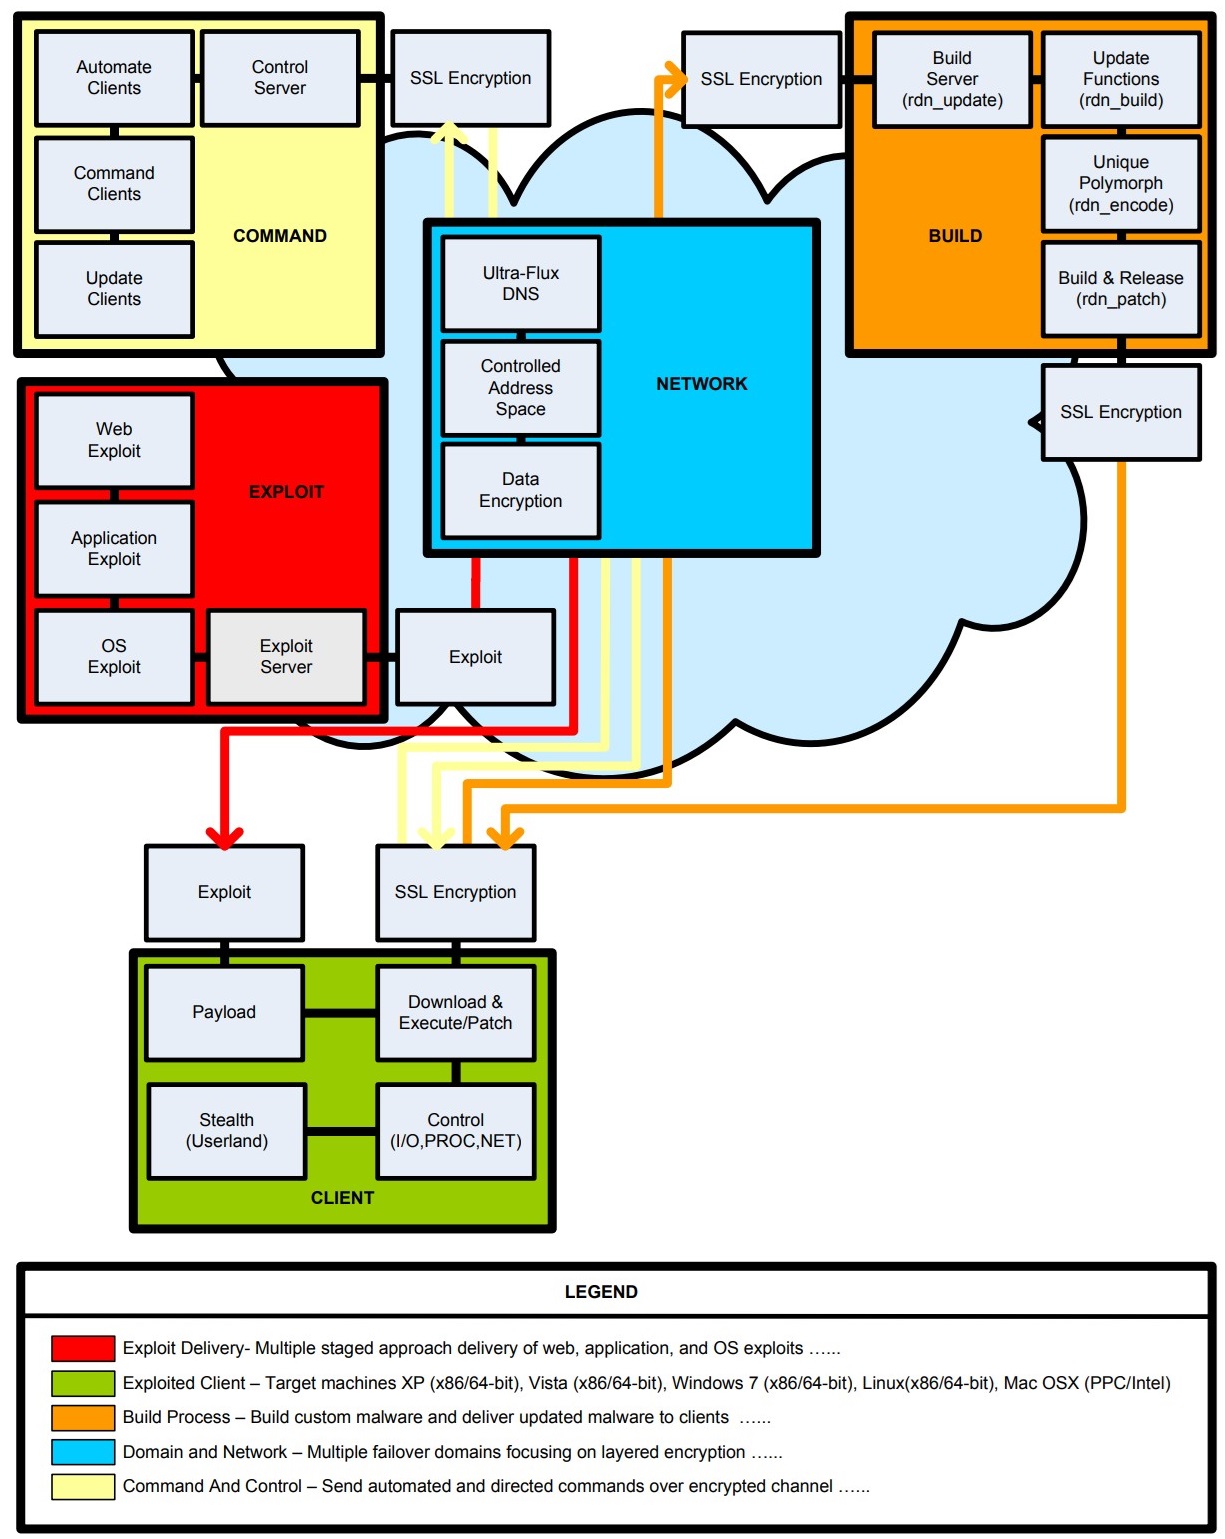 Automate
Clients
Control
Server
SSL Encryption
Command
Clients
Update
Clients
COMMAND
SSL Encryption
Build
Server
(rdn_update)
Update
Functions
(rdn_build)
Unique
Polymorph
(rdn_encode)
Build & Release
(rdn_patch)
BUILD
SSL Encryption
Ultra-Flux
DNS
Controlled
Address
Space
Data
Encryption
NETWORK
Web
Exploit
Application
Exploit
OS
Exploit
Exploit
Server
EXPLOIT
Exploit
Exploit
SSL Encryption
Payload
Download &
Execute/Patch
Stealth
(Userland)
Control
(I/O,PROC,NET)
CLIENT
LEGEND
Exploit Delivery- Multiple staged approach delivery of web, application, and OS exploits …...
Exploited Client – Target machines XP (x86/64-bit), Vista (x86/64-bit), Windows 7 (x86/64-bit), Linux(x86/64-bit), Mac OSX (PPC/Intel)
Build Process – Build custom malware and deliver updated malware to clients …...
Domain and Network – Multiple failover domains focusing on layered encryption …...
Command And Control – Send automated and directed commands over encrypted channel …...